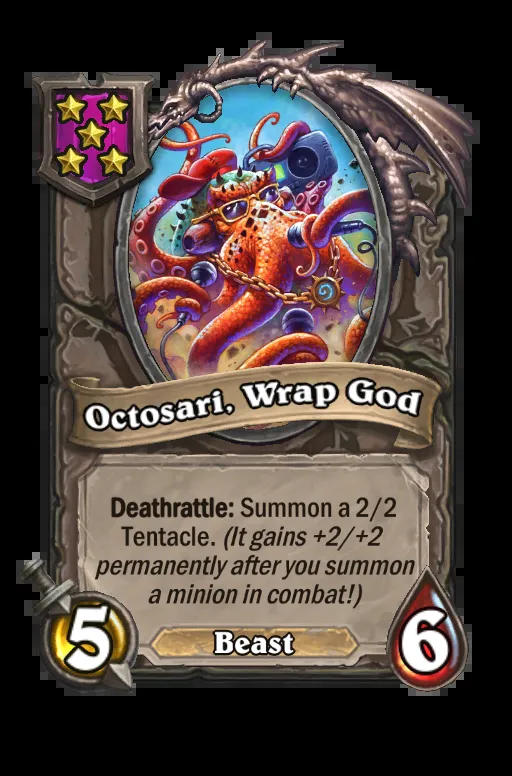 Octosari, Wrap God
Deathrattle: Summon a 2/2
Tentacle. (It gains +2/+2
permanently after you summon
a minion in combat!)
5
Beast
6